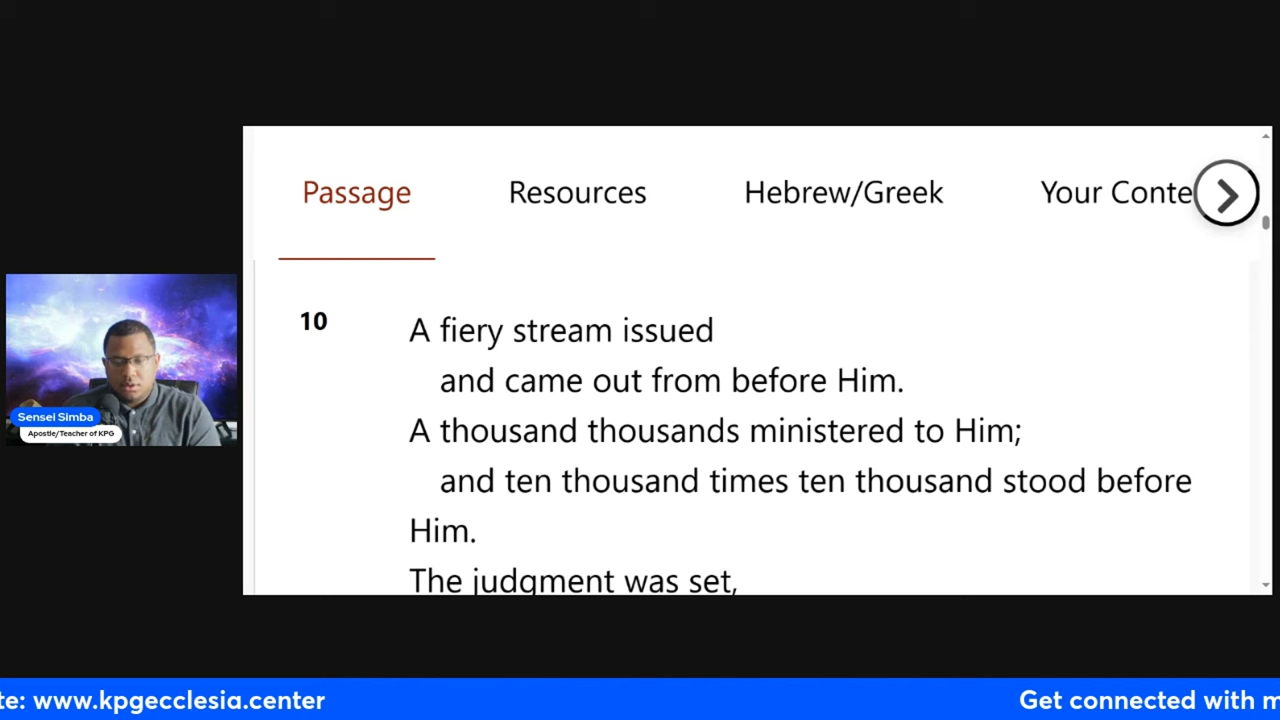 Passage
Resources
Hebrew/Greek
Your Conte
10
A fiery stream issued
and came out from before Him.
A thousand thousands ministered to Him;
and ten thousand times ten thousand stood before
Him.
The judgment was set,
Sensei Simba
Apostle/Teacher of KPG
te: www.kpgecclesia.center
Get connected with m